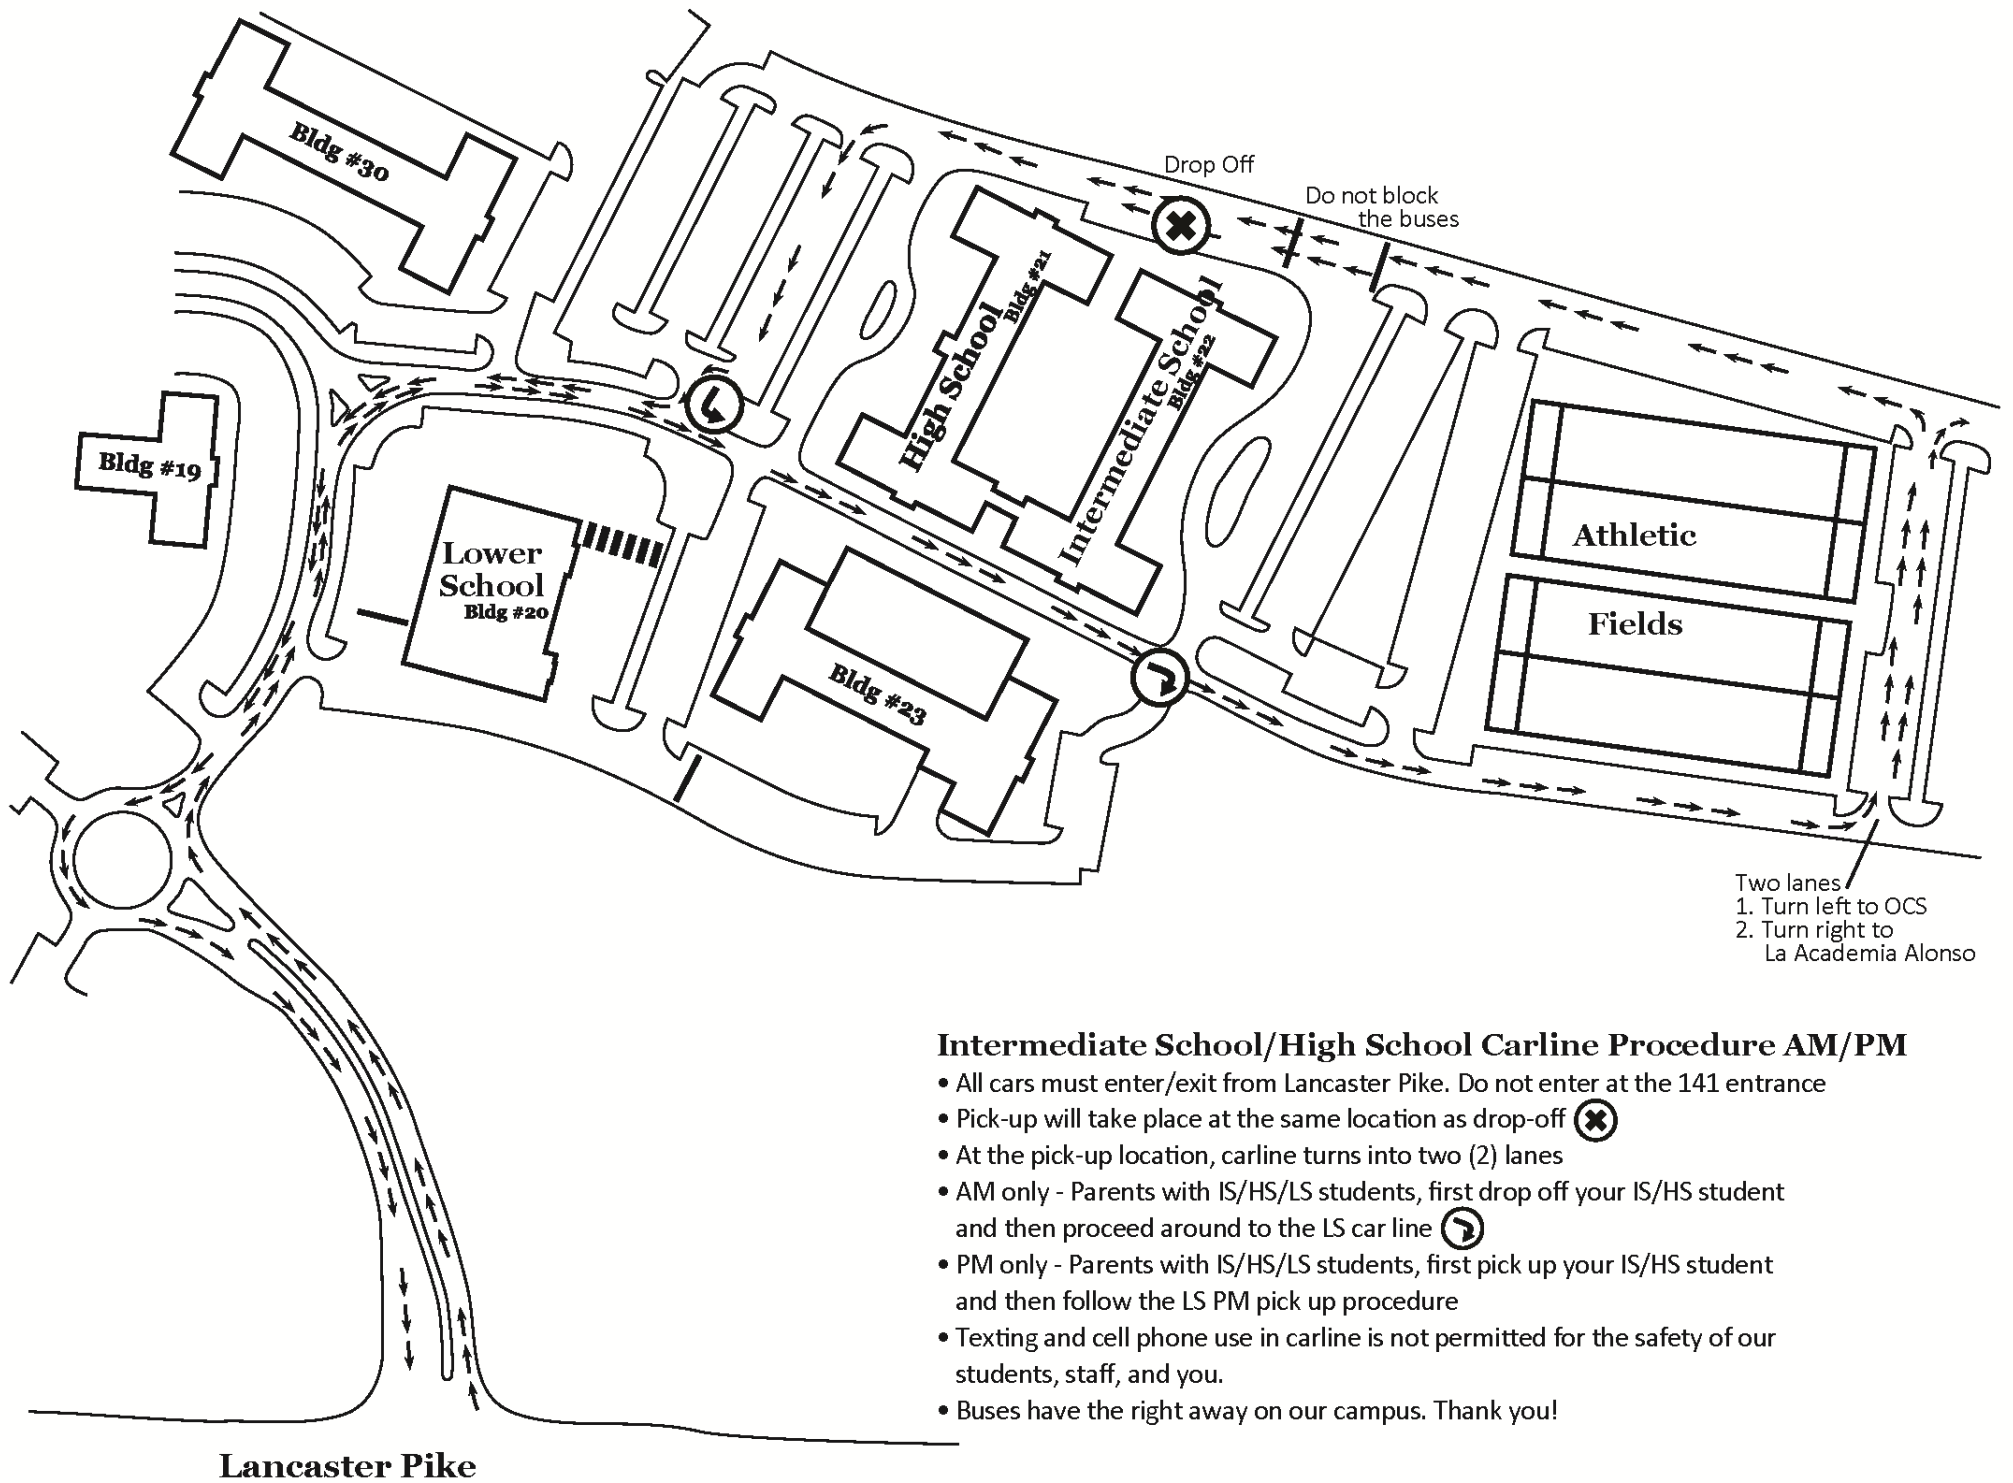 Bldg #30
Drop Off
Do not block
the buses
High School
Bldg #21
Intermediate School
Bldg #22
Bldg #19
Lower
School
Bldg #20
Bldg #23
Athletic
Fields
Two lanes
1. Turn left to OCS
2. Turn right to
La Academia Alonso
Intermediate School/High School Carline Procedure AM/PM
• All cars must enter/exit from Lancaster Pike. Do not enter at the 141 entrance
• Pick-up will take place at the same location as drop-off
• At the pick-up location, carline turns into two (2) lanes
• AM only - Parents with IS/HS/LS students, first drop off your IS/HS student
and then proceed around to the LS car line
• PM only - Parents with IS/HS/LS students, first pick up your IS/HS student
and then follow the LS PM pick up procedure
• Texting and cell phone use in carline is not permitted for the safety of our
students, staff, and you.
• Buses have the right away on our campus. Thank you!
Lancaster Pike